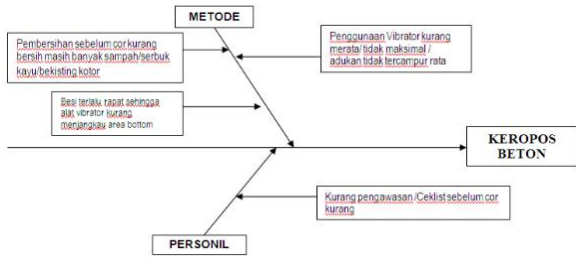 METODE
Pembersihan sebelum cor kurang
bersih masih banyak sampah/serbuk
kayu/bekisting kotor
Penggunaan Vibrator kurang
merata/ tidak maksimal /
adukan tidak tercampur rata
Besi terlalu rapat sehingga
alat vibrator kurang
menjangkau area bottom
KEROPOS
BETON
Kurang pengawasan /Ceklist sebelum cor
kurang
PERSONIL